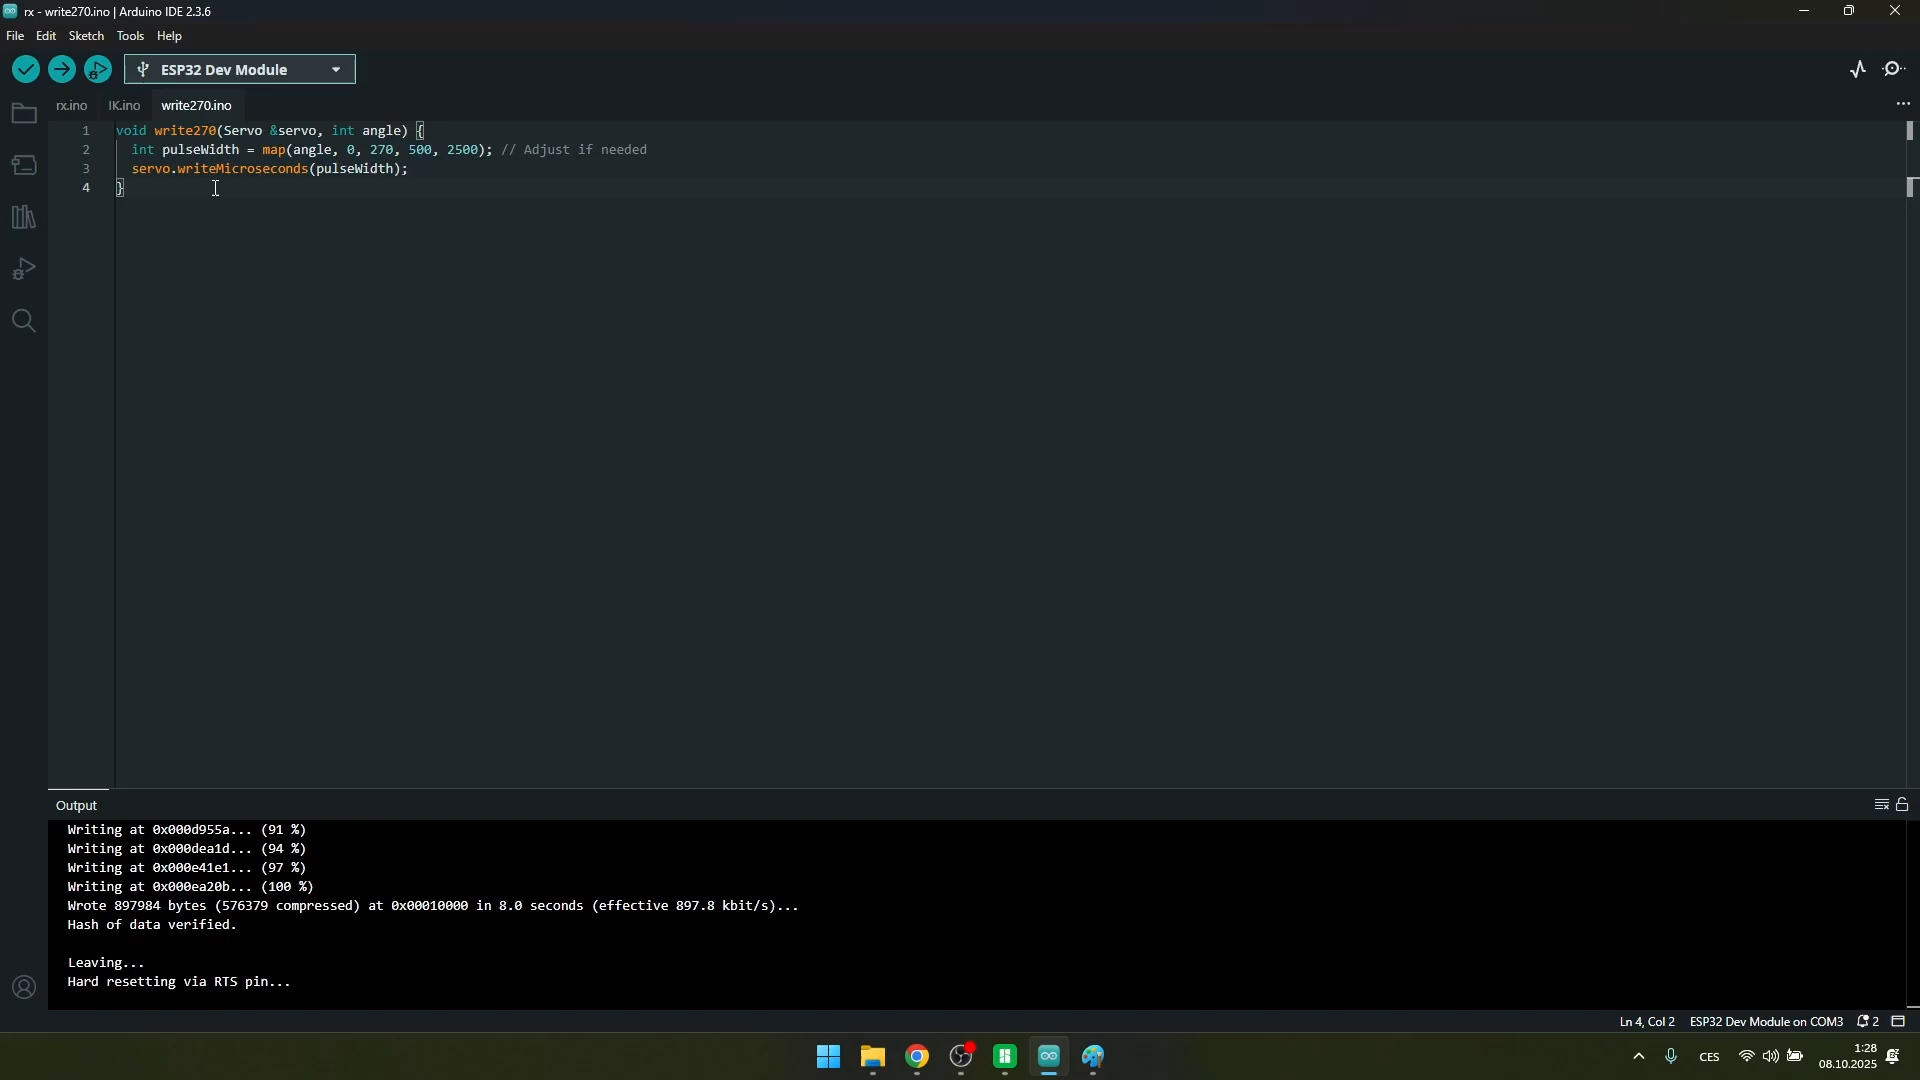 rx - write270.ino | Arduino IDE 2.3.6
File Edit Sketch Tools Help
ESP32 Dev Module
rx.ino IK.ino write270.ino
1 void write270(Servo &servo, int angle) {
2 int pulseWidth = map(angle, 0, 270, 500, 2500); // Adjust if needed
3 servo.writeMicroseconds(pulseWidth);
4 }
Output
Writing at 0x000d955a... (91 %)
Writing at 0x000dea1d... (94 %)
Writing at 0x000e41e1... (97 %)
Writing at 0x000ea20b... (100 %)
Wrote 897984 bytes (576379 compressed) at 0x00010000 in 8.0 seconds (effective 897.8 kbit/s)...
Hash of data verified.
Leaving...
Hard resetting via RTS pin...
Ln 4, Col 2 ESP32 Dev Module on COM3 2
CES
1:28
08.10.2025